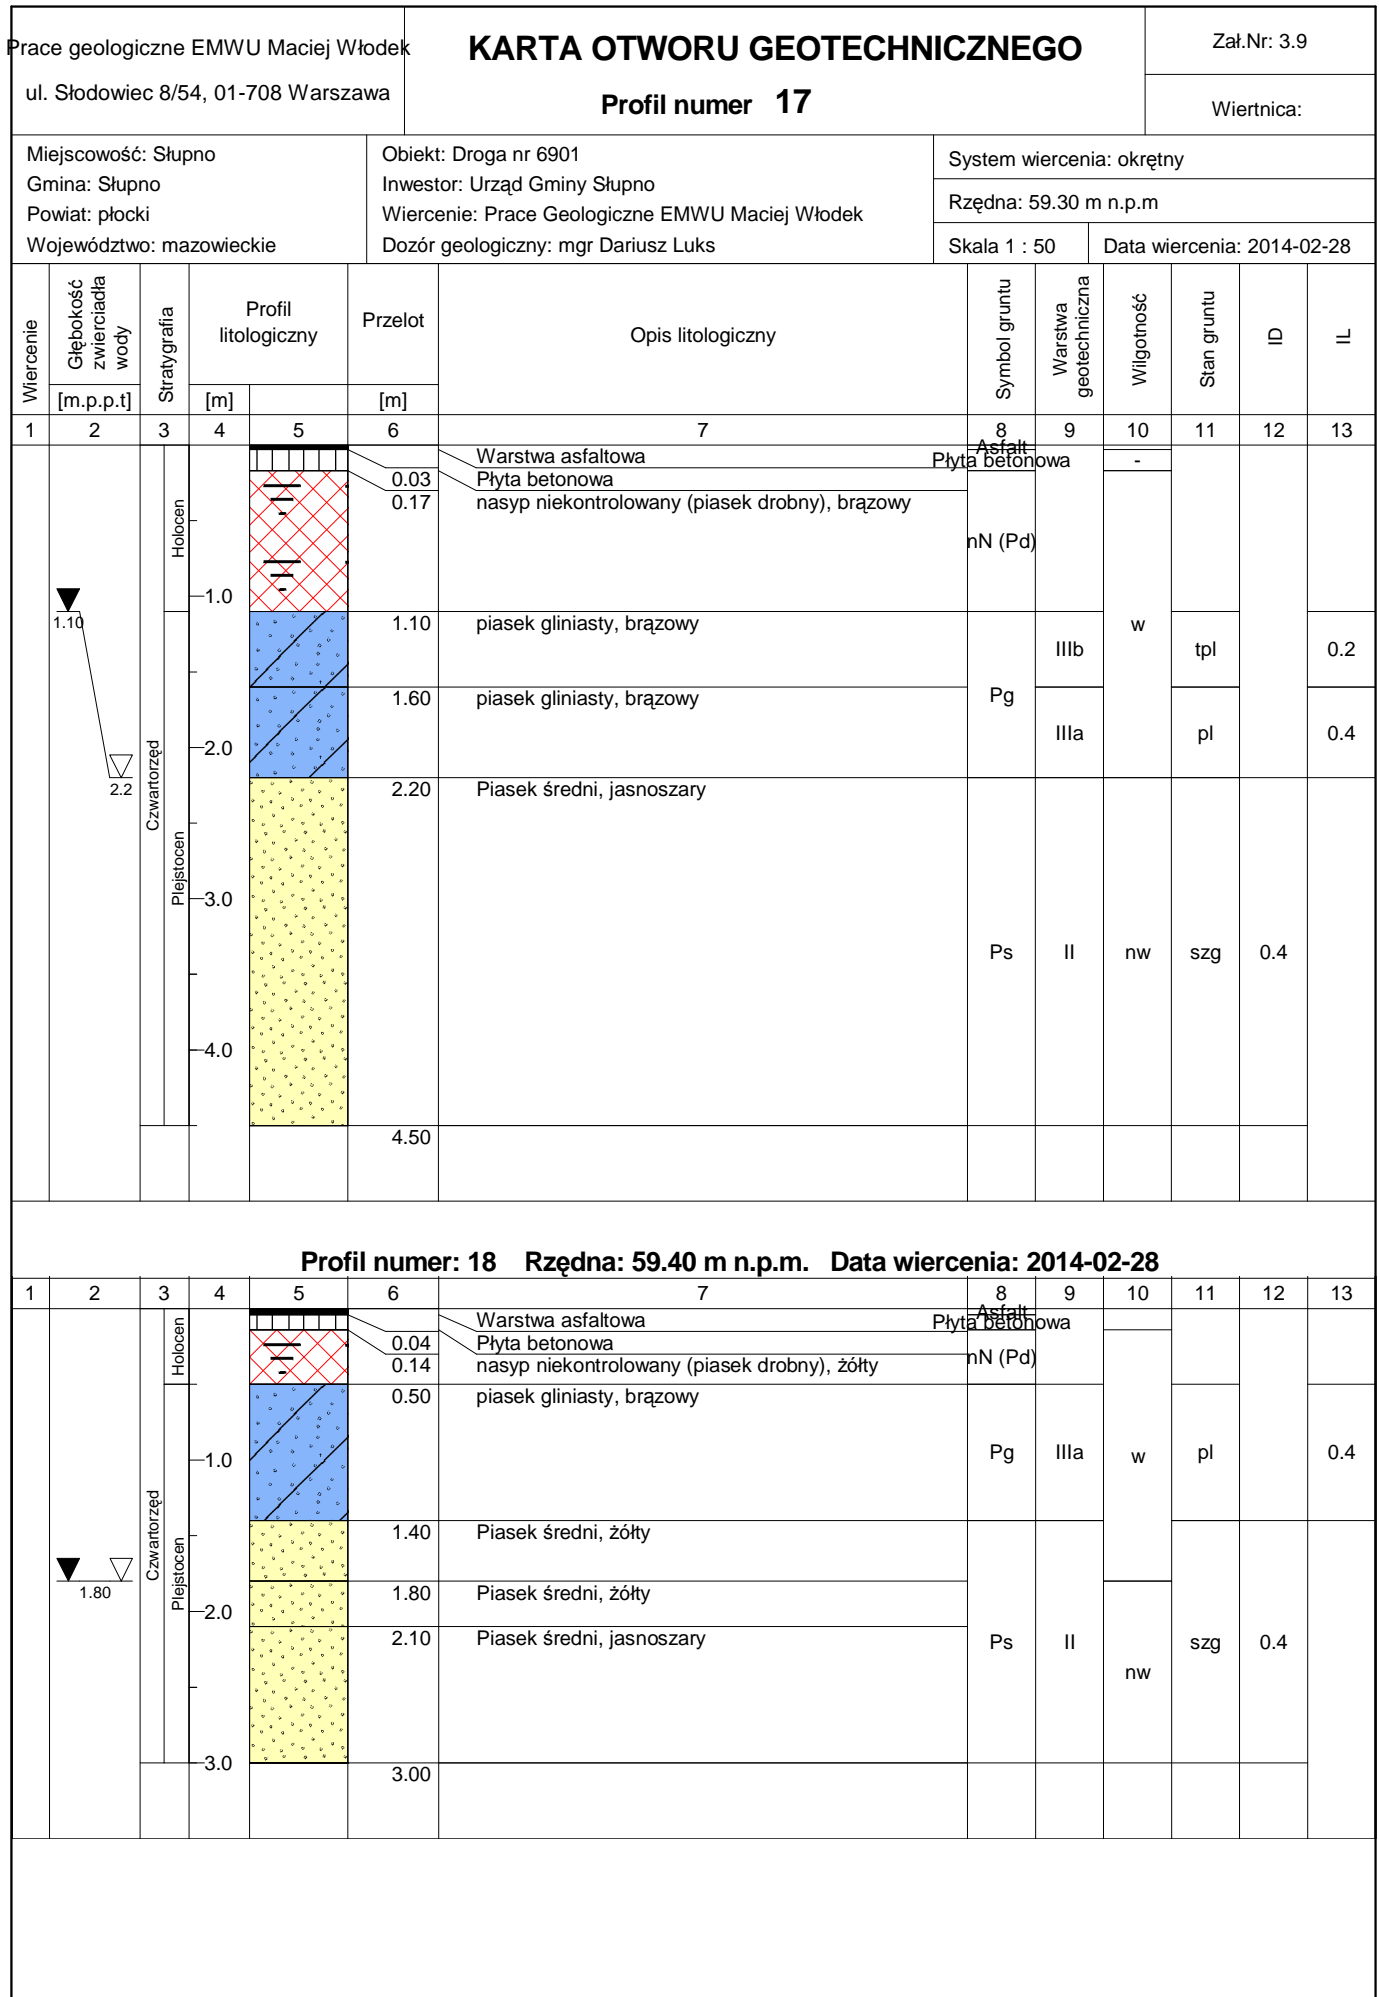 Prace geologiczne EMWU Maciej Włodek
ul. Słodowiec 8/54, 01-708 Warszawa
KARTA OTWORU GEOTECHNICZNEGO
Profil numer 17
Zał.Nr: 3.9
Wiertnica:
Miejscowość: Słupno
Gmina: Słupno
Powiat: płocki
Województwo: mazowieckie
Obiekt: Droga nr 6901
Inwestor: Urząd Gminy Słupno
Wiercenie: Prace Geologiczne EMWU Maciej Włodek
Dozór geologiczny: mgr Dariusz Luks
System wiercenia: okrętny
Rzędna: 59.30 m n.p.m
Skala 1 : 50
Data wiercenia: 2014-02-28
Wiercenie
Głębokość
zwierciadła
wody
[m.p.p.t]
Stratygrafia
Profil
litologiczny
[m]
Przelot
[m]
Opis litologiczny
Symbol gruntu
Warstwa
geotechniczna
Wilgotność
Stan gruntu
ID
IL
1 2 3 4 5 6 7 8 9 10 11 12 13
Warstwa asfaltowa Asfalt
0.03 Płyta betonowa Płyta betonowa -
0.17 nasyp niekontrolowany (piasek drobny), brązowy
nN (Pd)
Holocen
1.0
1.10
1.10 piasek gliniasty, brązowy w
IIIb tpl 0.2
1.60 piasek gliniasty, brązowy Pg
IIIa pl 0.4
2.0
2.2
2.20 Piasek średni, jasnoszary
Czwartorzęd
Plejstocen
3.0
Ps II nw szg 0.4
4.0
4.50
Profil numer: 18 Rzędna: 59.40 m n.p.m. Data wiercenia: 2014-02-28
1 2 3 4 5 6 7 8 9 10 11 12 13
Warstwa asfaltowa Asfalt
0.04 Płyta betonowa Płyta betonowa
0.14 nasyp niekontrolowany (piasek drobny), żółty nN (Pd)
Holocen
0.50 piasek gliniasty, brązowy
1.0 Pg IIIa w pl 0.4
1.40 Piasek średni, żółty
Czwartorzęd
Plejstocen
1.80
1.80 Piasek średni, żółty
2.0
2.10 Piasek średni, jasnoszary Ps II szg 0.4
nw
3.0
3.00